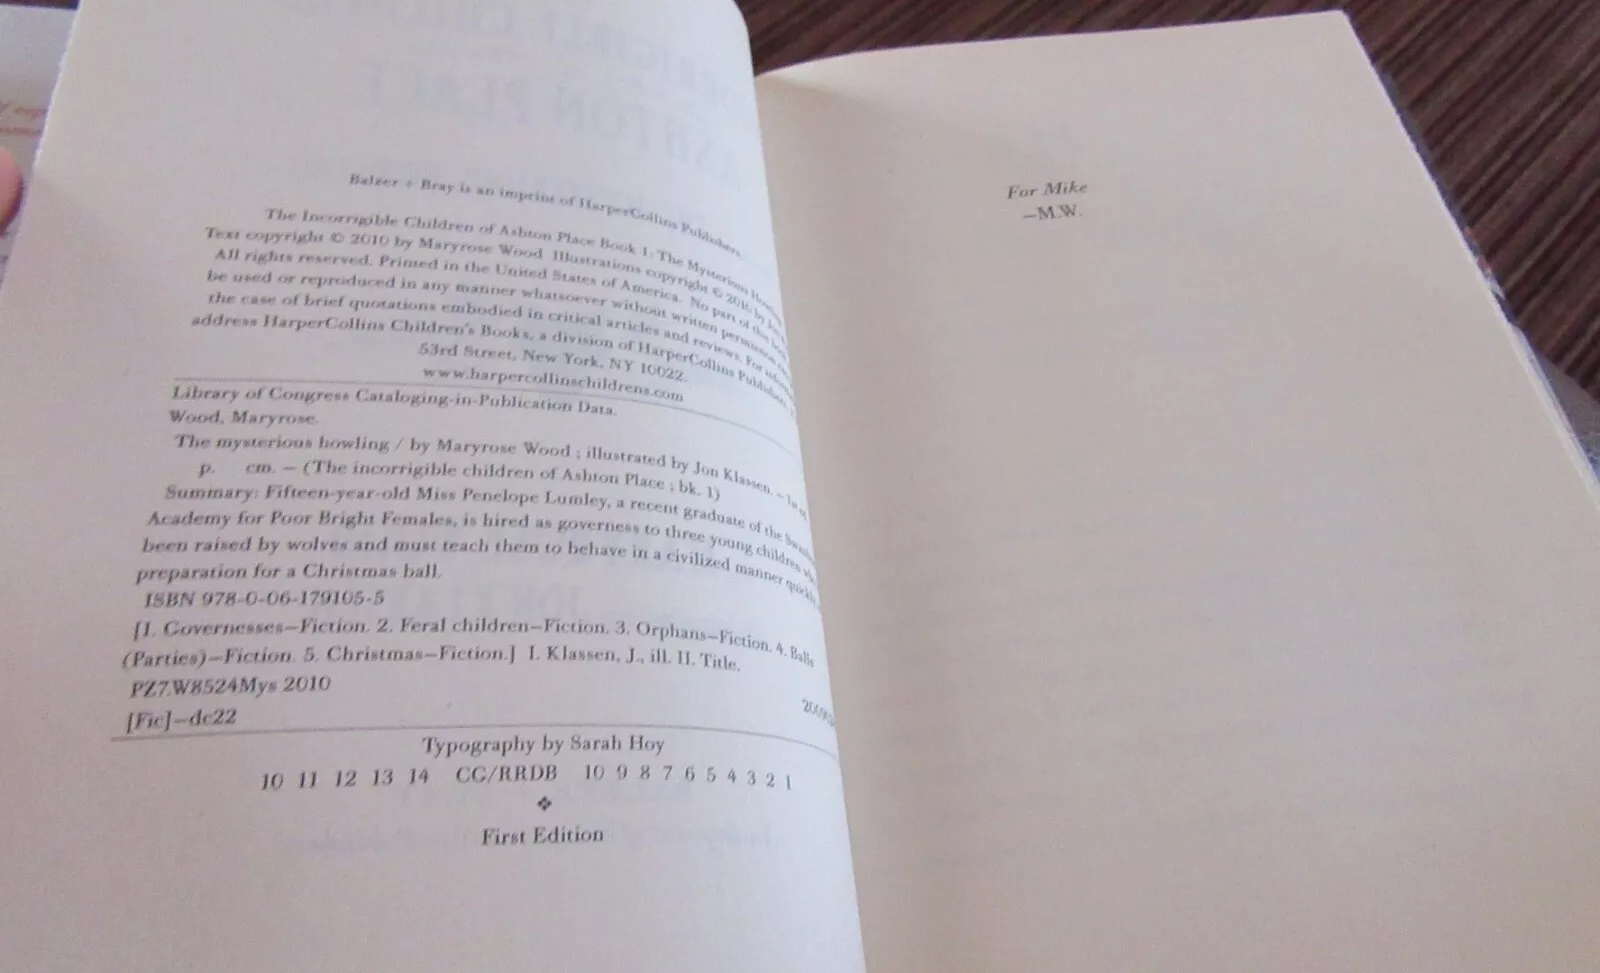 Balzer + Bray is an imprint of HarperCollins Publishers.
The Incorrigible Children of Ashton Place Book 1: The Mysterious Howling
Text copyright © 2010 by Maryrose Wood Illustrations copyright © 2010 by Jon
All rights reserved. Printed in the United States of America. No part of this book
be used or reproduced in any manner whatsoever without written permission
the case of brief quotations embodied in critical articles and reviews. For
address HarperCollins Children's Books, a division of HarperCollins Publishers,
53rd Street, New York, NY 10022.
www.harpercollinschildrens.com
Library of Congress Cataloging-in-Publication Data.
Wood, Maryrose.
The mysterious howling / by Maryrose Wood ; illustrated by Jon Klassen. – 1st
p. cm. – (The incorrigible children of Ashton Place ; bk. 1)
Summary: Fifteen-year-old Miss Penelope Lumley, a recent graduate of the
Academy for Poor Bright Females, is hired as governess to three young children who
been raised by wolves and must teach them to behave in a civilized manner quickly,
preparation for a Christmas ball.
ISBN 978-0-06-179105-5
[1. Governesses—Fiction. 2. Feral children—Fiction. 3. Orphans—Fiction. 4. Balls
(Parties)—Fiction. 5. Christmas—Fiction.] I. Klassen, J., ill. II. Title.
PZ7.W8524Mys 2010
[Fic]—dc22
Typography by Sarah Hoy
10 11 12 13 14 CG/RRDB 10 9 8 7 6 5 4 3 2 1
❖
First Edition
For Mike
—M.W.